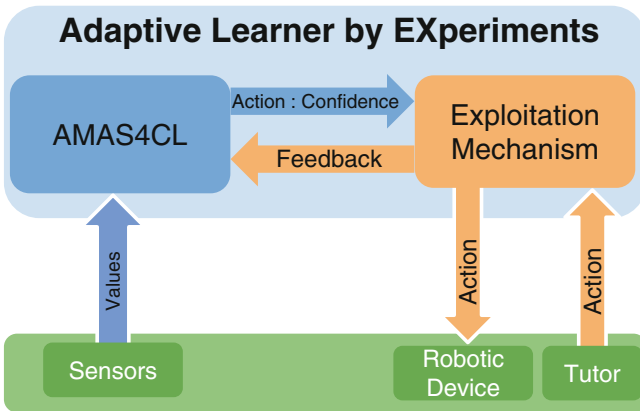 Adaptive Learner by EXperiments
AMAS4CL
Action : Confidence
Feedback
Exploitation
Mechanism
Values
Action
Action
Sensors
Robotic
Device
Tutor